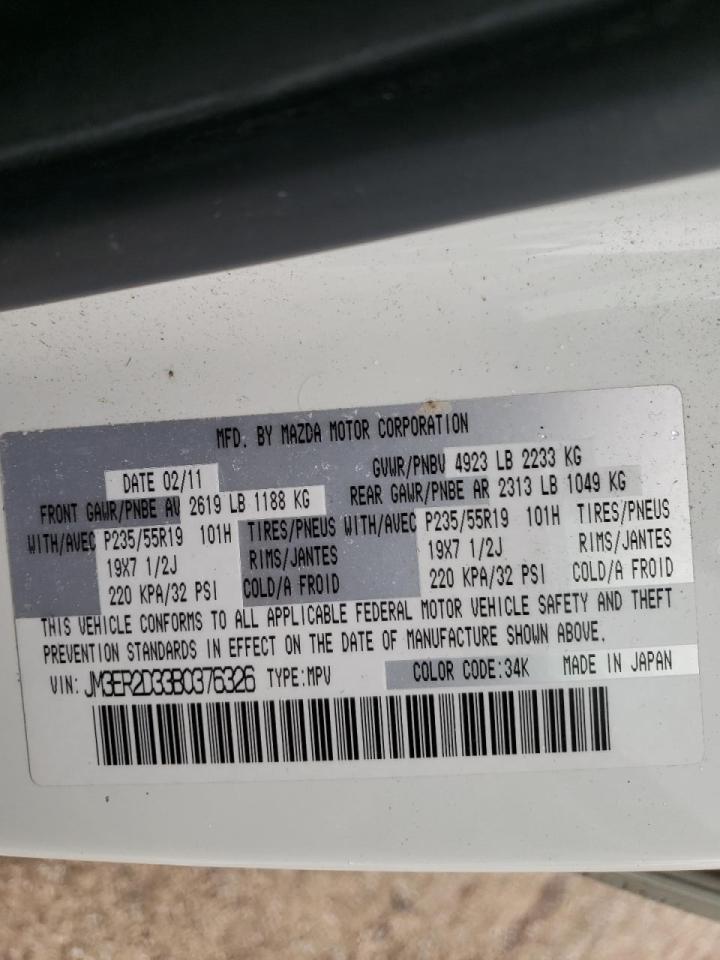 MFD. BY MAZDA MOTOR CORPORATION
DATE 02/11 GVWR/PNBV 4923 LB 2233 KG
FRONT GAWR/PNBE AV 2619 LB 1188 KG REAR GAWR/PNBE AR 2313 LB 1049 KG
WITH/AVEC P235/55R19 101H TIRES/PNEUS WITH/AVEC P235/55R19 101H TIRES/PNEUS
19X7 1/2J RIMS/JANTES 19X7 1/2J RIMS/JANTES
220 KPA/32 PSI COLD/A FROID 220 KPA/32 PSI COLD/A FROID
THIS VEHICLE CONFORMS TO ALL APPLICABLE FEDERAL MOTOR VEHICLE SAFETY AND THEFT
PREVENTION STANDARDS IN EFFECT ON THE DATE OF MANUFACTURE SHOWN ABOVE.
VIN: JM3ER2D33B0376326 TYPE:MPV COLOR CODE:34K MADE IN JAPAN